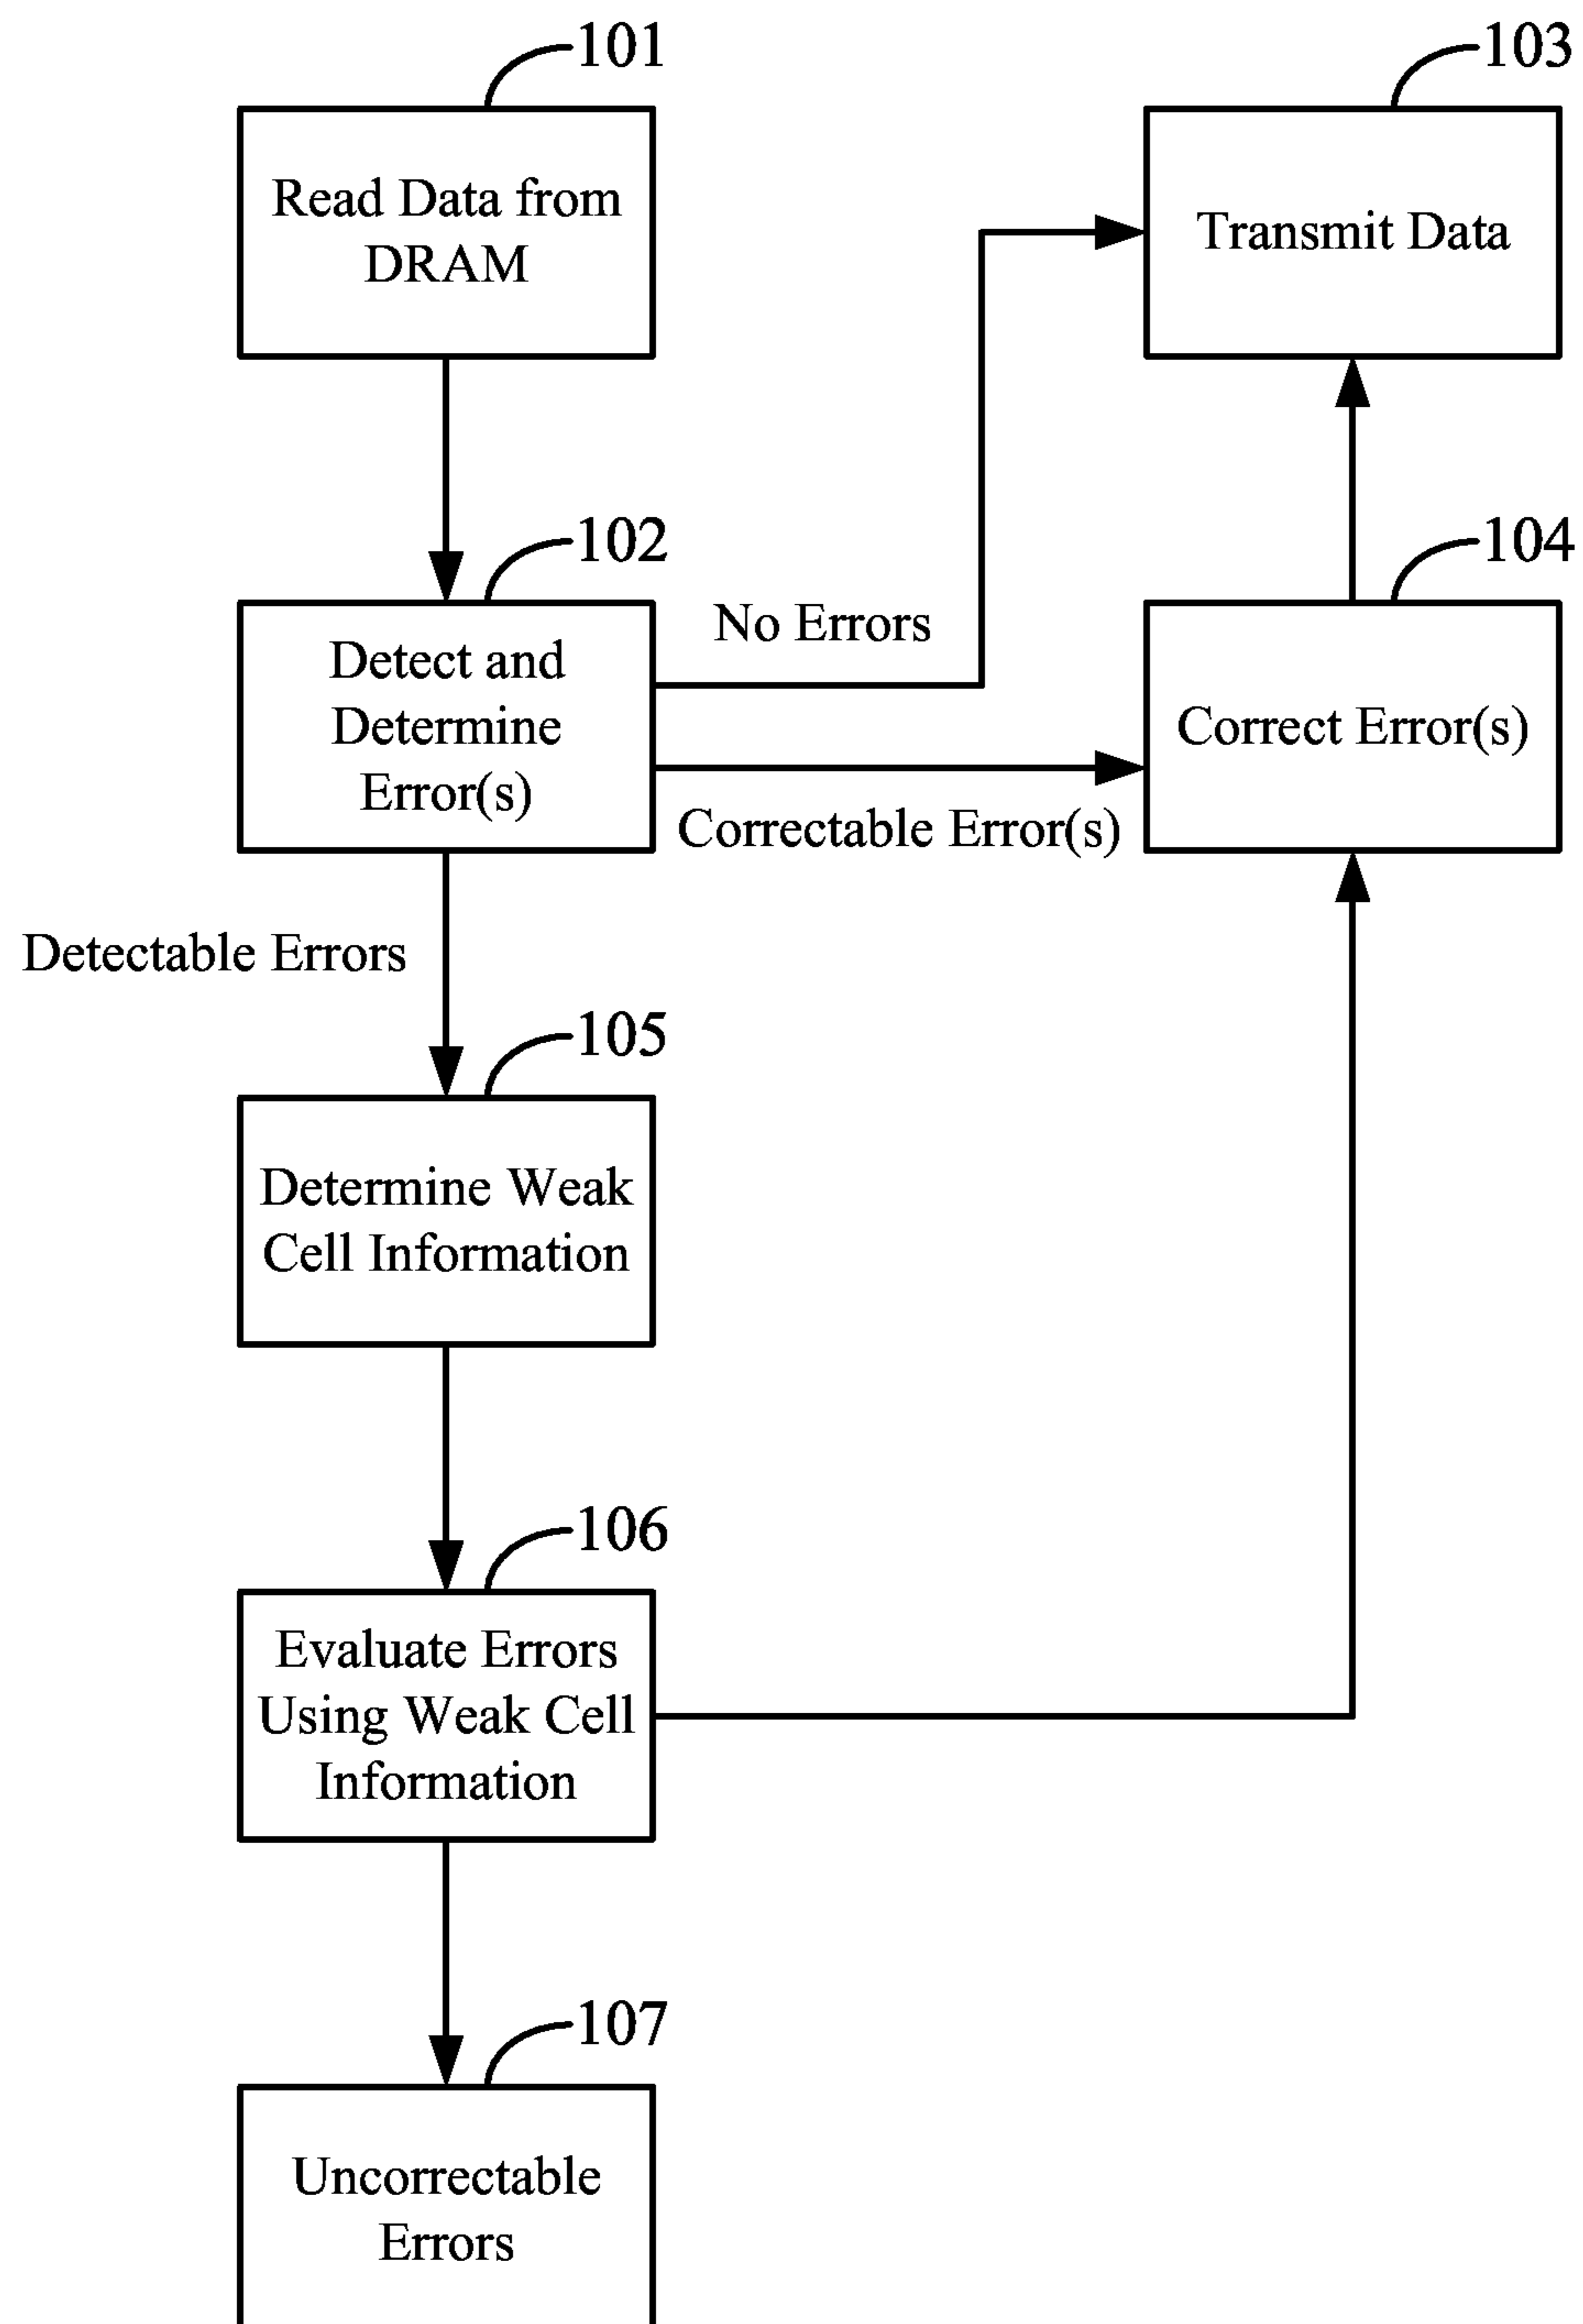 101
Read Data from
DRAM
103
Transmit Data
102
Detect and
Determine
Error(s)
No Errors
Correctable Error(s)
104
Correct Error(s)
Detectable Errors
105
Determine Weak
Cell Information
106
Evaluate Errors
Using Weak Cell
Information
107
Uncorrectable
Errors